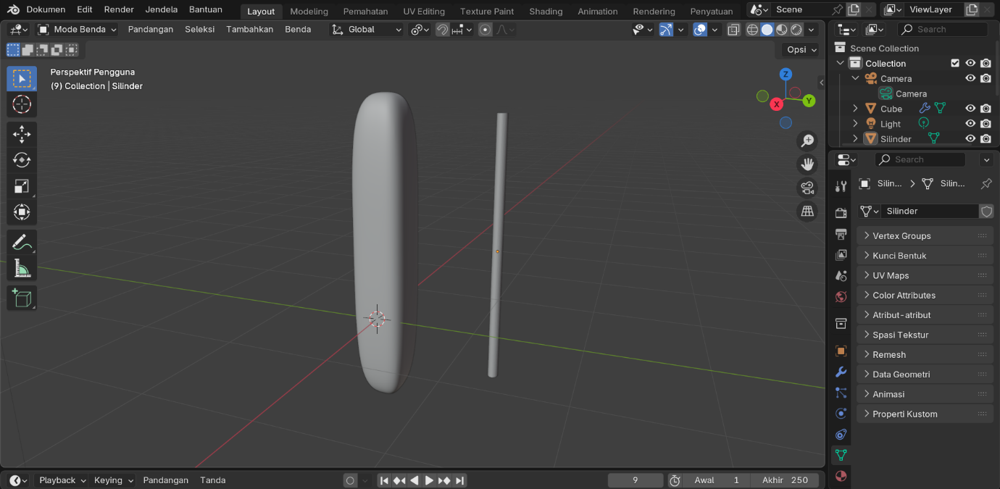 Dokumen Edit Render Jendela Bantuan Layout Modeling Pemahatan UV Editing Texture Paint Shading Animation Rendering Penyatuan Scene ViewLayer
Mode Benda Pandangan Seleksi Tambahkan Benda Global
Opsi
Perspektif Pengguna
(9) Collection | Silinder
Z
Y
X
Search
Scene Collection
Collection
Camera
Camera
Cube
Light
Silinder
Search
Silin... Silin...
Silinder
Vertex Groups
Kunci Bentuk
UV Maps
Color Attributes
Atribut-atribut
Spasi Tekstur
Remesh
Data Geometri
Animasi
Properti Kustom
Playback Keying Pandangan Tanda 9 Awal 1 Akhir 250